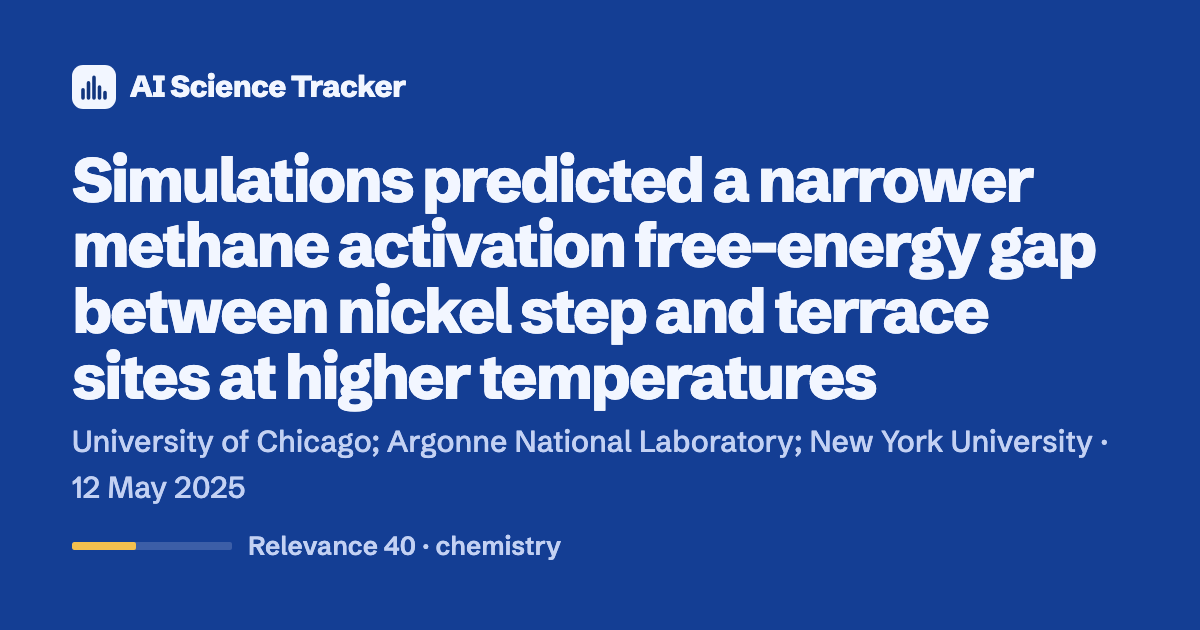 AI Science Tracker
Simulations predicted a narrower
methane activation free-energy gap
between nickel step and terrace
sites at higher temperatures
University of Chicago; Argonne National Laboratory; New York University ·
12 May 2025
Relevance 40 · chemistry